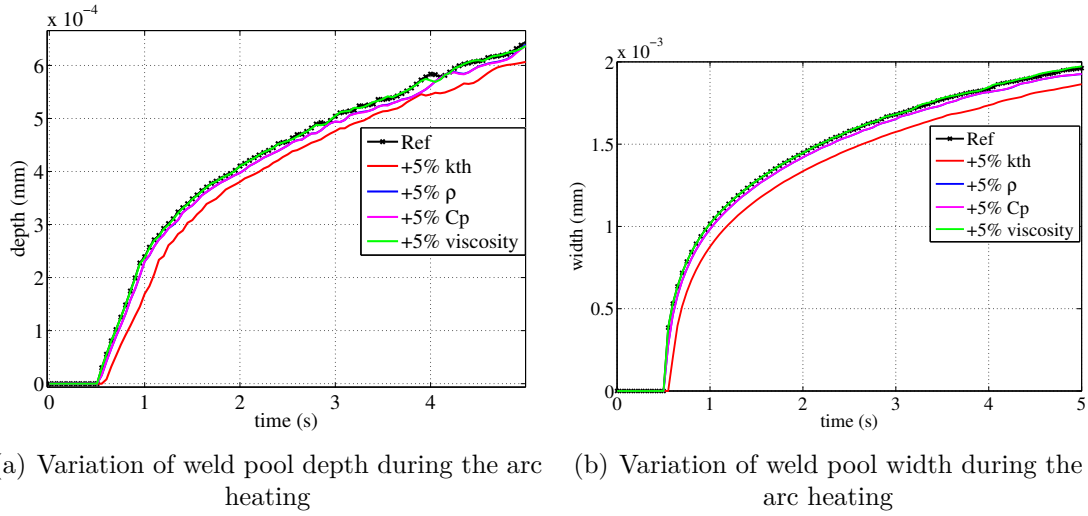 x 10⁻⁴
6
5
4
3
2
1
0
1
2
3
4
depth (mm)
time (s)
Ref
+5% kth
+5% ρ
+5% Cp
+5% viscosity
x 10⁻³
2
1.5
1
0.5
0
0
1
2
3
4
5
width (mm)
time (s)
Ref
+5% kth
+5% ρ
+5% Cp
+5% viscosity
a) Variation of weld pool depth during the arc
heating
(b) Variation of weld pool width during the
arc heating